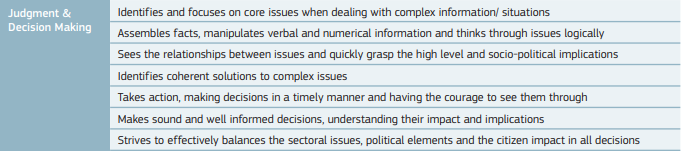 Judgment &
Decision Making
Identifies and focuses on core issues when dealing with complex information/ situations
Assembles facts, manipulates verbal and numerical information and thinks through issues logically
Sees the relationships between issues and quickly grasp the high level and socio-political implications
Identifies coherent solutions to complex issues
Takes action, making decisions in a timely manner and having the courage to see them through
Makes sound and well informed decisions, understanding their impact and implications
Strives to effectively balances the sectoral issues, political elements and the citizen impact in all decisions